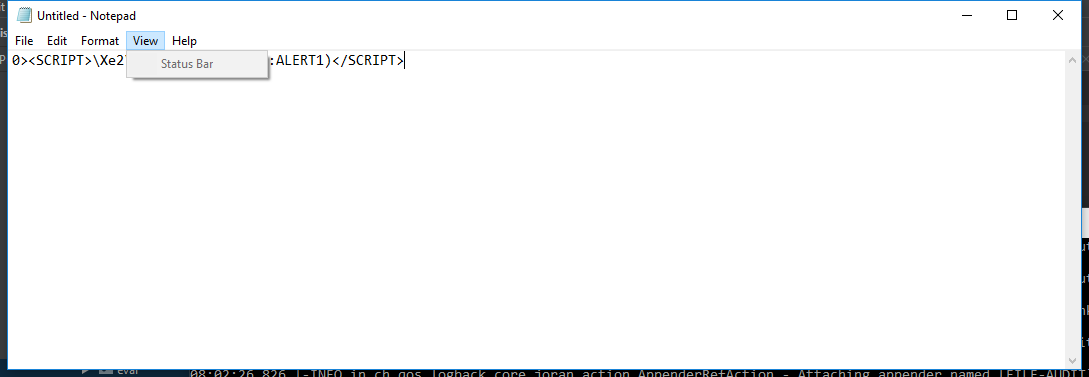 Untitled - Notepad
File Edit Format View Help
0><SCRIPT>\Xe2 :ALERT1)</SCRIPT>
Status Bar
eval
08:02:26,826 |-INFO in ch.qos.logback.core.joran.action.AppenderRefAction - Attaching appender named [FILE-AUDIT